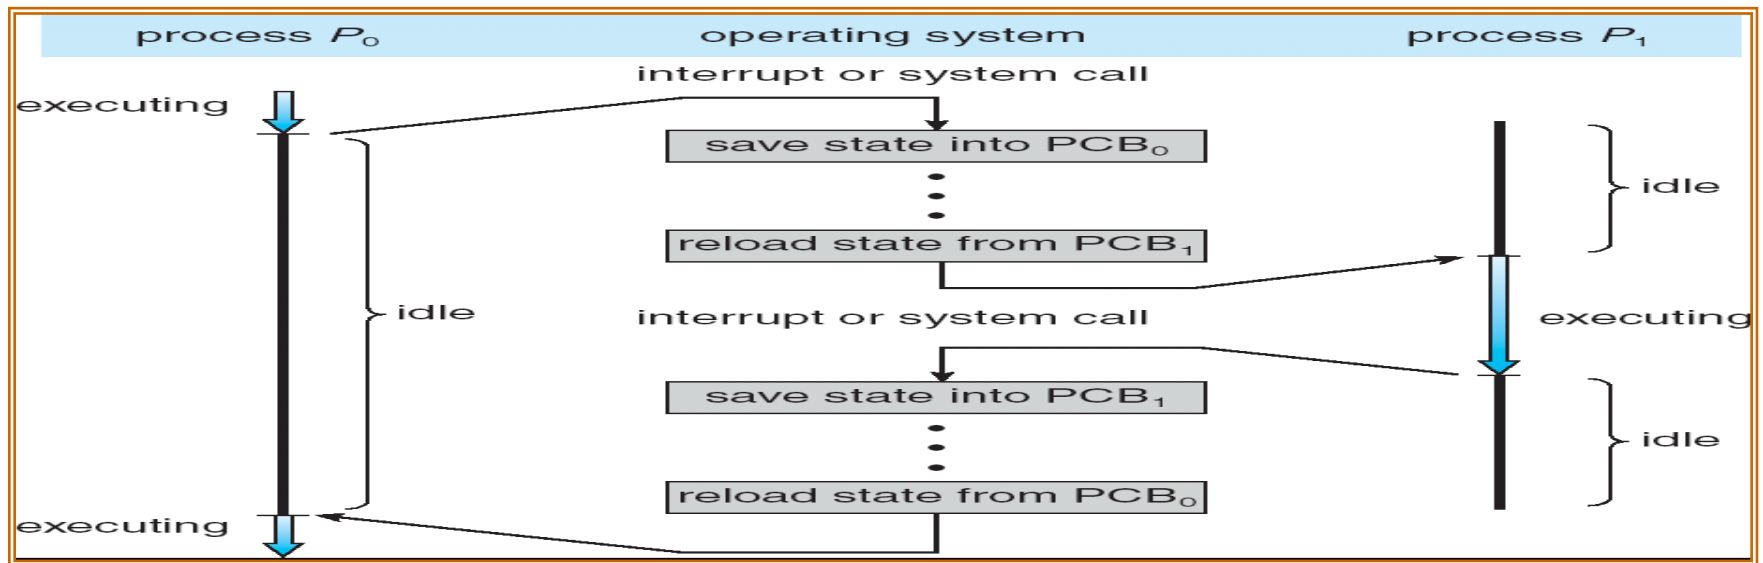 process P₀ operating system process P₁
interrupt or system call
executing
save state into PCB₀
idle
reload state from PCB₁
idle
interrupt or system call
executing
save state into PCB₁
idle
reload state from PCB₀
executing